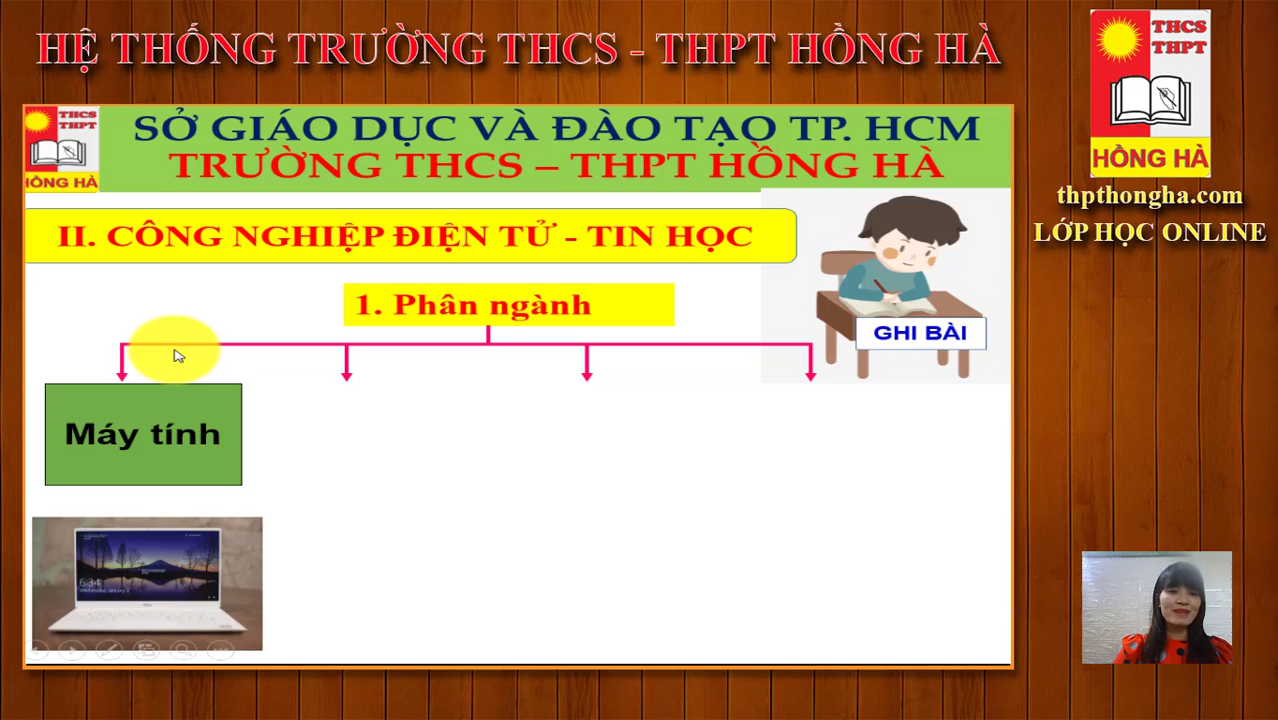 HỆ THỐNG TRƯỜNG THCS - THPT HỒNG HÀ
THCS
THPT
HỒNG HÀ
thpthongha.com
LỚP HỌC ONLINE
THCS
THPT
HỒNG HÀ
SỞ GIÁO DỤC VÀ ĐÀO TẠO TP. HCM
TRƯỜNG THCS – THPT HỒNG HÀ
II. CÔNG NGHIỆP ĐIỆN TỬ - TIN HỌC
1. Phân ngành
GHI BÀI
Máy tính
6:34